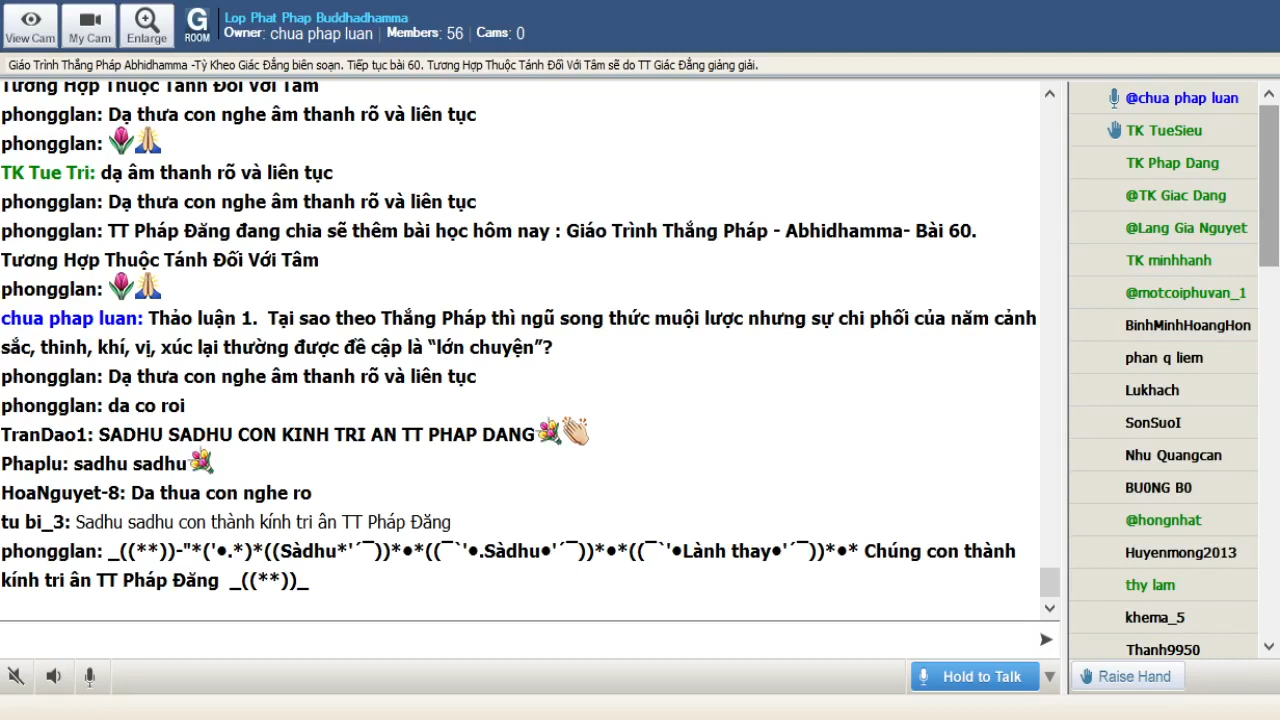 View Cam
My Cam
Enlarge
G
ROOM
Lop Phat Phap Buddhadhamma
Owner: chua phap luan | Members: 56 | Cams: 0
Giáo Trình Thắng Pháp Abhidhamma -Tỳ Kheo Giác Đẳng biên soạn. Tiếp tục bài 60. Tương Hợp Thuộc Tánh Đối Với Tâm sẽ do TT Giác Đẳng giảng giải.
Tương Hợp Thuộc Tánh Đối Với Tâm
phongglan: Dạ thưa con nghe âm thanh rõ và liên tục
phongglan: 🌷🙏
TK Tue Tri: dạ âm thanh rõ và liên tục
phongglan: Dạ thưa con nghe âm thanh rõ và liên tục
phongglan: TT Pháp Đăng đang chia sẽ thêm bài học hôm nay : Giáo Trình Thắng Pháp - Abhidhamma- Bài 60.
Tương Hợp Thuộc Tánh Đối Với Tâm
phongglan: 🌷🙏
chua phap luan: Thảo luận 1.  Tại sao theo Thắng Pháp thì ngũ song thức muội lược nhưng sự chi phối của năm cảnh
sắc, thinh, khí, vị, xúc lại thường được đề cập là “lớn chuyện”?
phongglan: Dạ thưa con nghe âm thanh rõ và liên tục
phongglan: da co roi
TranDao1: SADHU SADHU CON KINH TRI AN TT PHAP DANG💐👏
Phaplu: sadhu sadhu💐
HoaNguyet-8: Da thua con nghe ro
tu bi_3: Sadhu sadhu con thành kính tri ân TT Pháp Đăng
phongglan: _((**))-"*('•.*)*((Sàdhu*'´¯))*•*((¯`'•.Sàdhu•'´¯))*•*((¯`'•Lành thay•'´¯))*•* Chúng con thành
kính tri ân TT Pháp Đăng  _((**))_
@chua phap luan
TK TueSieu
TK Phap Dang
@TK Giac Dang
@Lang Gia Nguyet
TK minhhanh
@motcoiphuvan_1
BinhMinhHoangHon
phan q liem
Lukhach
SonSuoI
Nhu Quangcan
BU0NG B0
@hongnhat
Huyenmong2013
thy lam
khema_5
Thanh9950
Hold to Talk
Raise Hand